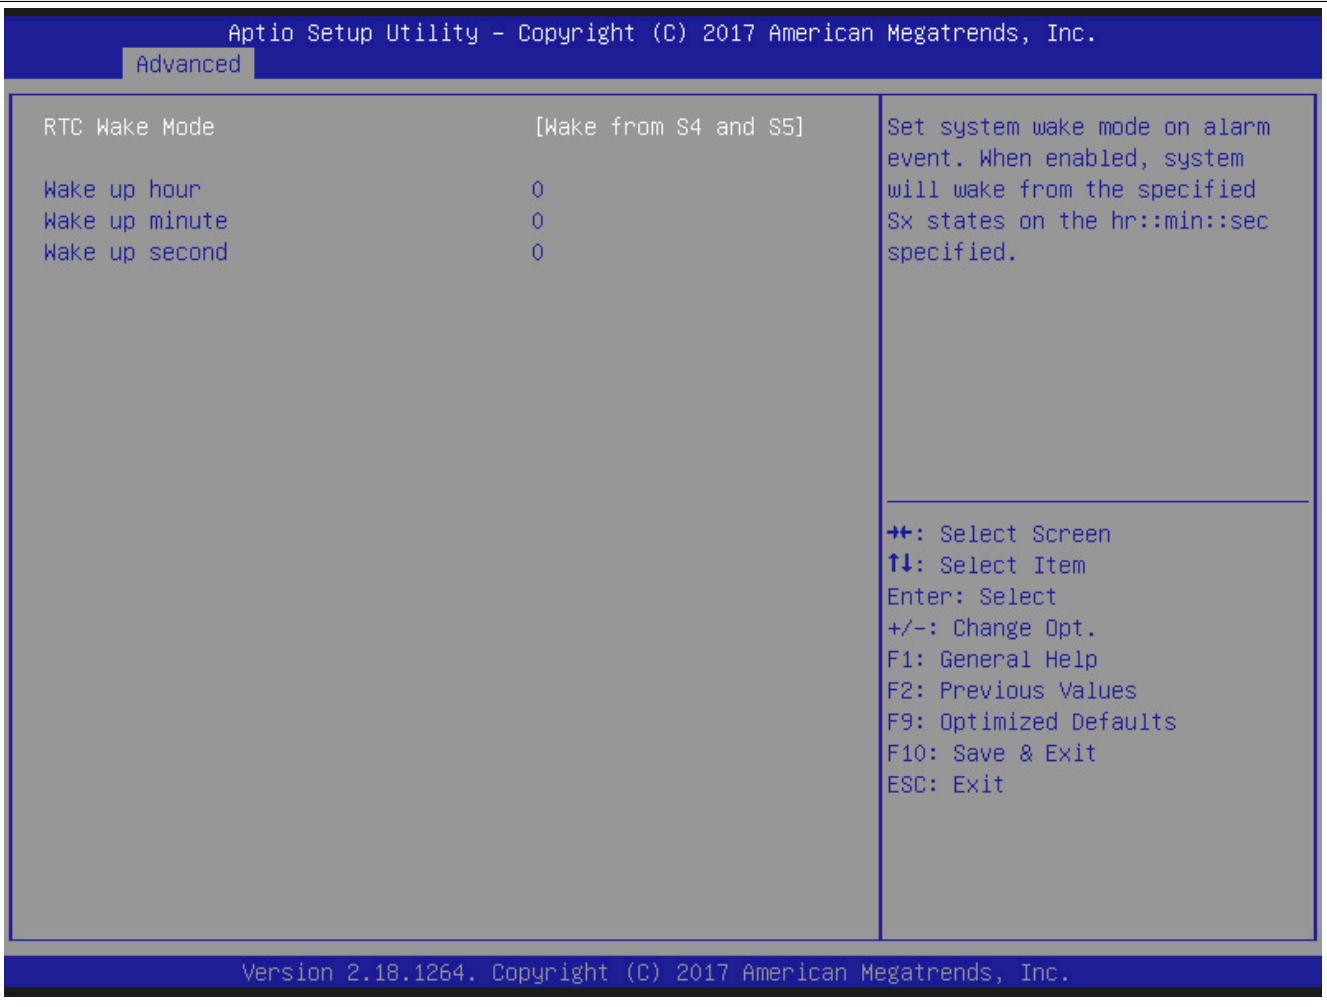 Aptio Setup Utility – Copyright (C) 2017 American Megatrends, Inc.
Advanced
RTC Wake Mode [Wake from S4 and S5]
Wake up hour 0
Wake up minute 0
Wake up second 0
Set system wake mode on alarm
event. When enabled, system
will wake from the specified
Sx states on the hr::min::sec
specified.
→←: Select Screen
↑↓: Select Item
Enter: Select
+/-: Change Opt.
F1: General Help
F2: Previous Values
F9: Optimized Defaults
F10: Save & Exit
ESC: Exit
Version 2.18.1264. Copyright (C) 2017 American Megatrends, Inc.